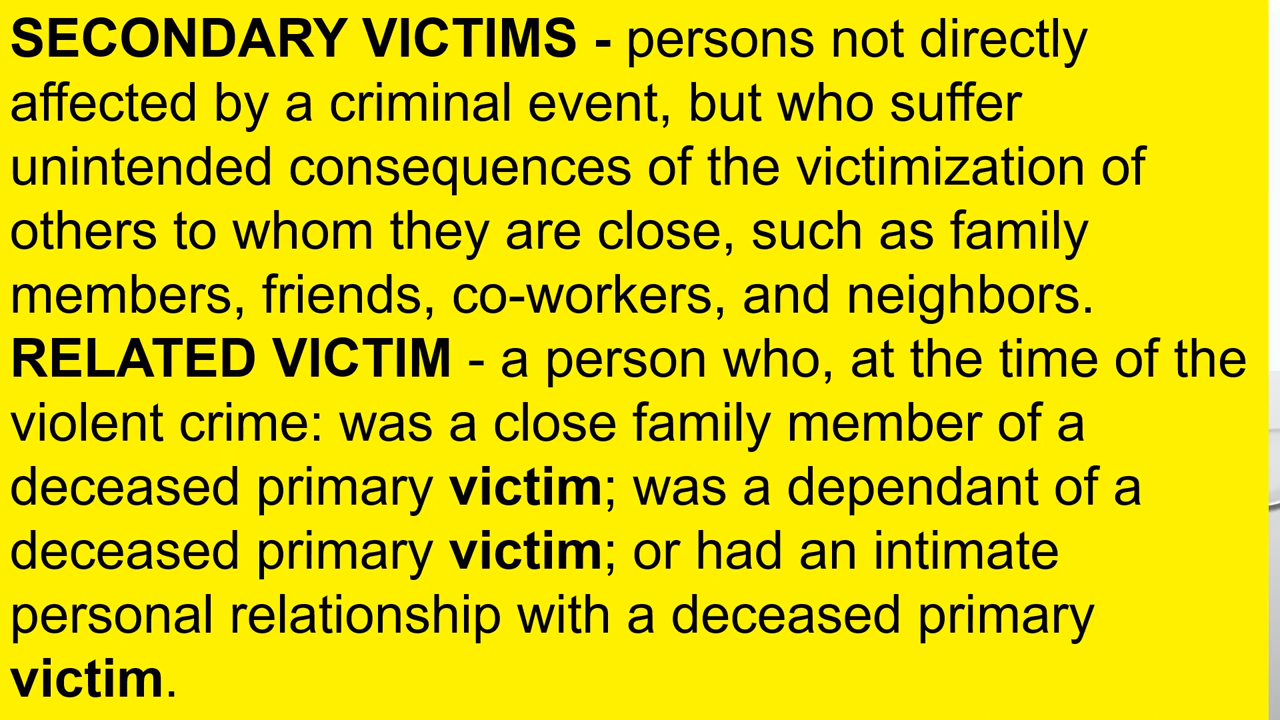 SECONDARY VICTIMS - persons not directly
affected by a criminal event, but who suffer
unintended consequences of the victimization of
others to whom they are close, such as family
members, friends, co-workers, and neighbors.
RELATED VICTIM - a person who, at the time of the
violent crime: was a close family member of a
deceased primary victim; was a dependant of a
deceased primary victim; or had an intimate
personal relationship with a deceased primary
victim.